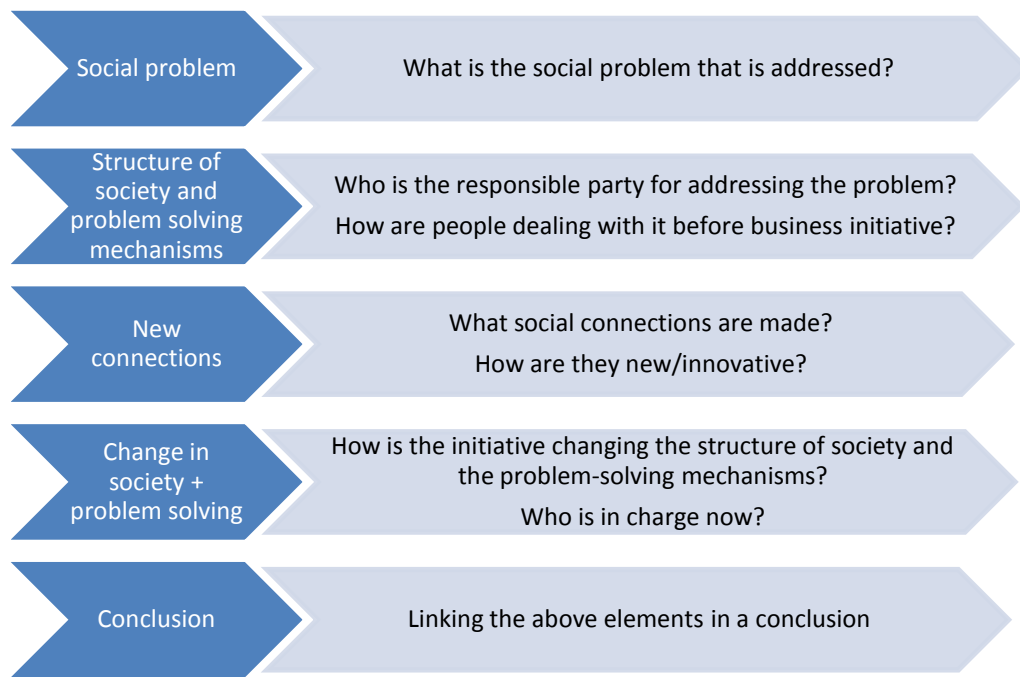 Social problem
What is the social problem that is addressed?
Structure of
society and
problem solving
mechanisms
Who is the responsible party for addressing the problem?
How are people dealing with it before business initiative?
New
connections
What social connections are made?
How are they new/innovative?
Change in
society +
problem solving
How is the initiative changing the structure of society and
the problem-solving mechanisms?
Who is in charge now?
Conclusion
Linking the above elements in a conclusion